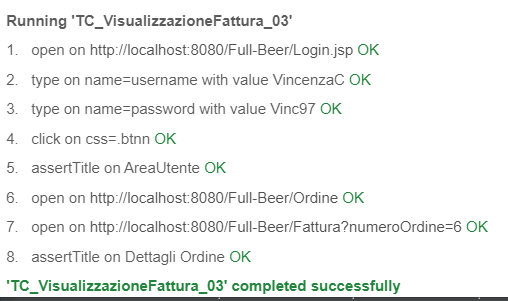 Running 'TC_VisualizzazioneFattura_03'
1. open on http://localhost:8080/Full-Beer/Login.jsp OK
2. type on name=username with value VincenzaC OK
3. type on name=password with value Vinc97 OK
4. click on css=.btnn OK
5. assertTitle on AreaUtente OK
6. open on http://localhost:8080/Full-Beer/Ordine OK
7. open on http://localhost:8080/Full-Beer/Fattura?numeroOrdine=6 OK
8. assertTitle on Dettagli Ordine OK
'TC_VisualizzazioneFattura_03' completed successfully